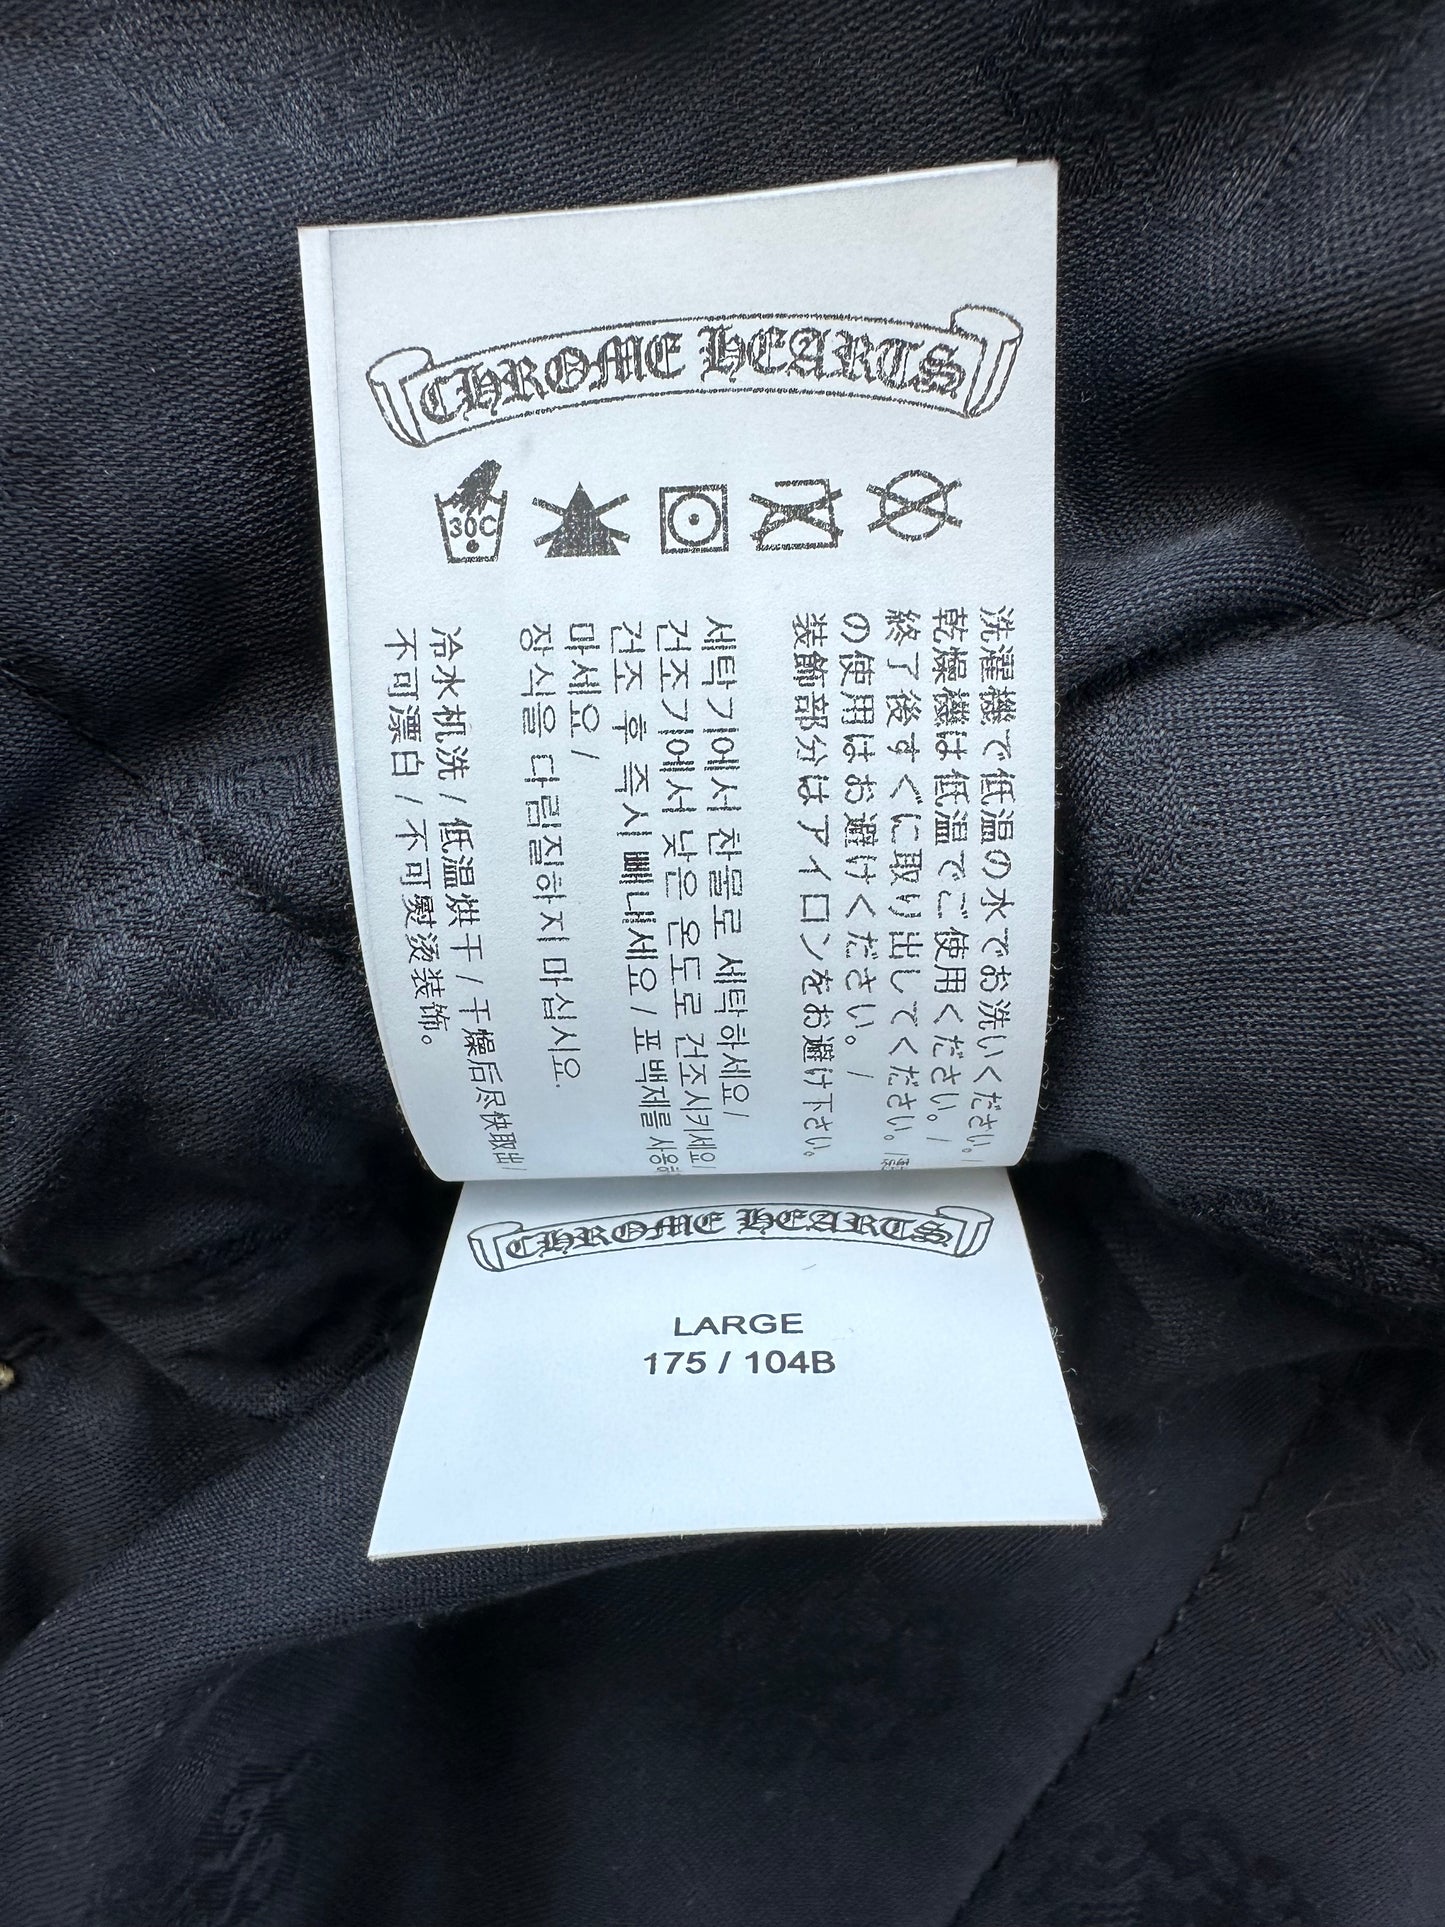 CHROME HEARTS
30C
洗濯機で低温の水でお洗いください。/
乾燥機は低温でご使用ください。/
終了後すぐに取り出してください。/
の使用はお避けください。/
装飾部分はアイロンをお避け下さい。
세탁기에서 찬물로 세탁하세요/
건조기에서 낮은 온도로 건조시키세요/
건조 후 즉시 빼내세요/ 표백제를
마세요/
장식을 다림질하지 마십시요.
冷水机洗 / 低温烘干 / 干燥后尽快取出/
不可漂白 / 不可熨烫装饰。
CHROME HEARTS
LARGE
175 / 104B